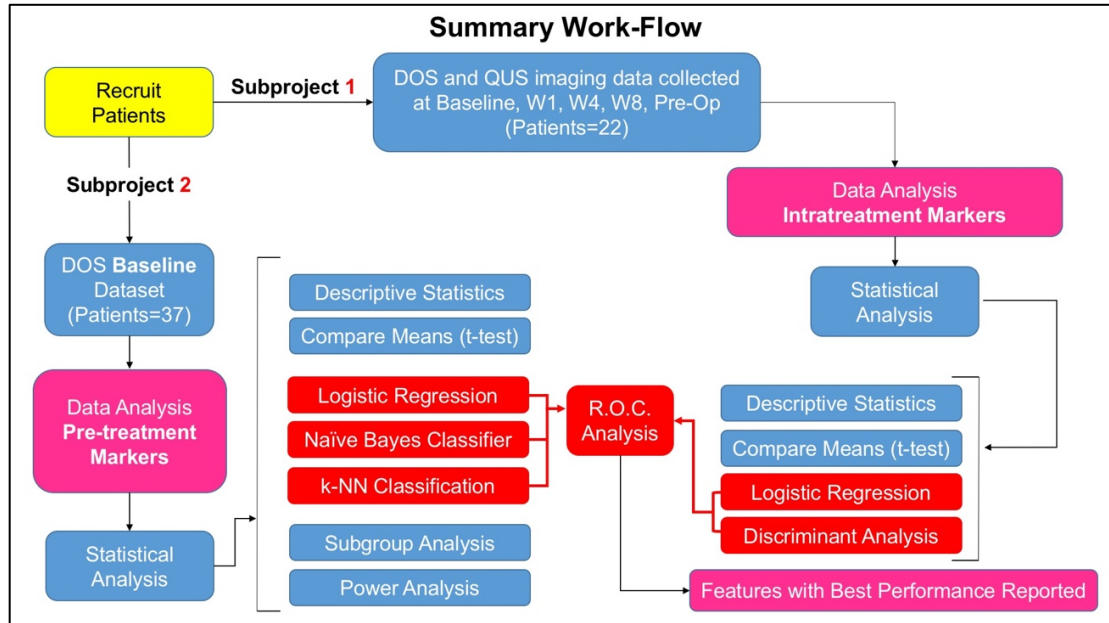 Summary Work-Flow
Recruit
Patients
Subproject 1
DOS and QUS imaging data collected
at Baseline, W1, W4, W8, Pre-Op
(Patients=22)
Subproject 2
Data Analysis
Intratreatment Markers
DOS Baseline
Dataset
(Patients=37)
Statistical
Analysis
Data Analysis
Pre-treatment
Markers
Statistical
Analysis
Descriptive Statistics
Compare Means (t-test)
Logistic Regression
Naïve Bayes Classifier
k-NN Classification
Subgroup Analysis
Power Analysis
R.O.C.
Analysis
Descriptive Statistics
Compare Means (t-test)
Logistic Regression
Discriminant Analysis
Features with Best Performance Reported